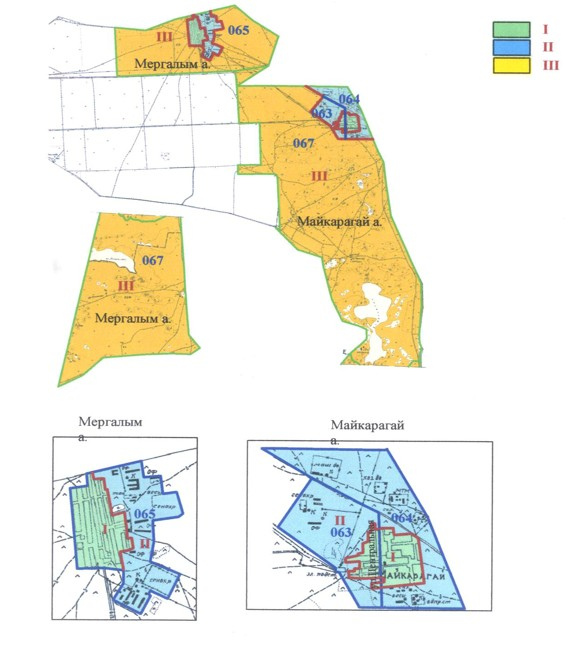 I
II
III
III
065
Мергалым а.
064
063
067
III
Майкарагай а.
067
III
Мергалым а.
Мергалым
а.
Майкарагай
а.
065
I
II
II
063
064
I
Центральная
МАЙКАРАГАЙ